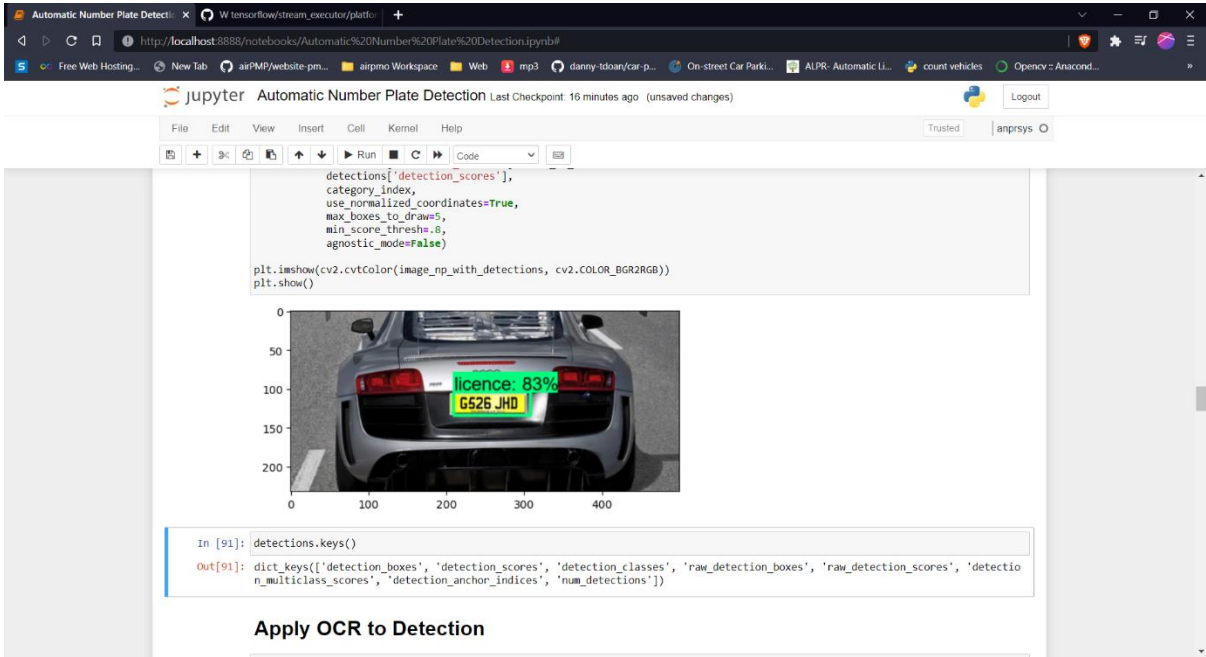 Automatic Number Plate Detectio
W tensorflow/stream_executor/platfor
http://localhost:8888/notebooks/Automatic%20Number%20Plate%20Detection.ipynb#
Free Web Hosting... New Tab airPMP/website-pm... airpmo Workspace Web mp3 danny-tdoan/car-p... On-street Car Parki... ALPR- Automatic Li... count vehicles Opencv :: Anacond... »
jupyter Automatic Number Plate Detection Last Checkpoint: 16 minutes ago (unsaved changes) Logout
File Edit View Insert Cell Kernel Help Trusted anprsys
Run Code
detections['detection_scores'],
category_index,
use_normalized_coordinates=True,
max_boxes_to_draw=5,
min_score_thresh=.8,
agnostic_mode=False)
plt.imshow(cv2.cvtColor(image_np_with_detections, cv2.COLOR_BGR2RGB))
plt.show()
0
50
100
150
200
licence: 83%
G526 JHD
0 100 200 300 400
In [91]: detections.keys()
Out[91]: dict_keys(['detection_boxes', 'detection_scores', 'detection_classes', 'raw_detection_boxes', 'raw_detection_scores', 'detectio
n_multiclass_scores', 'detection_anchor_indices', 'num_detections'])
Apply OCR to Detection